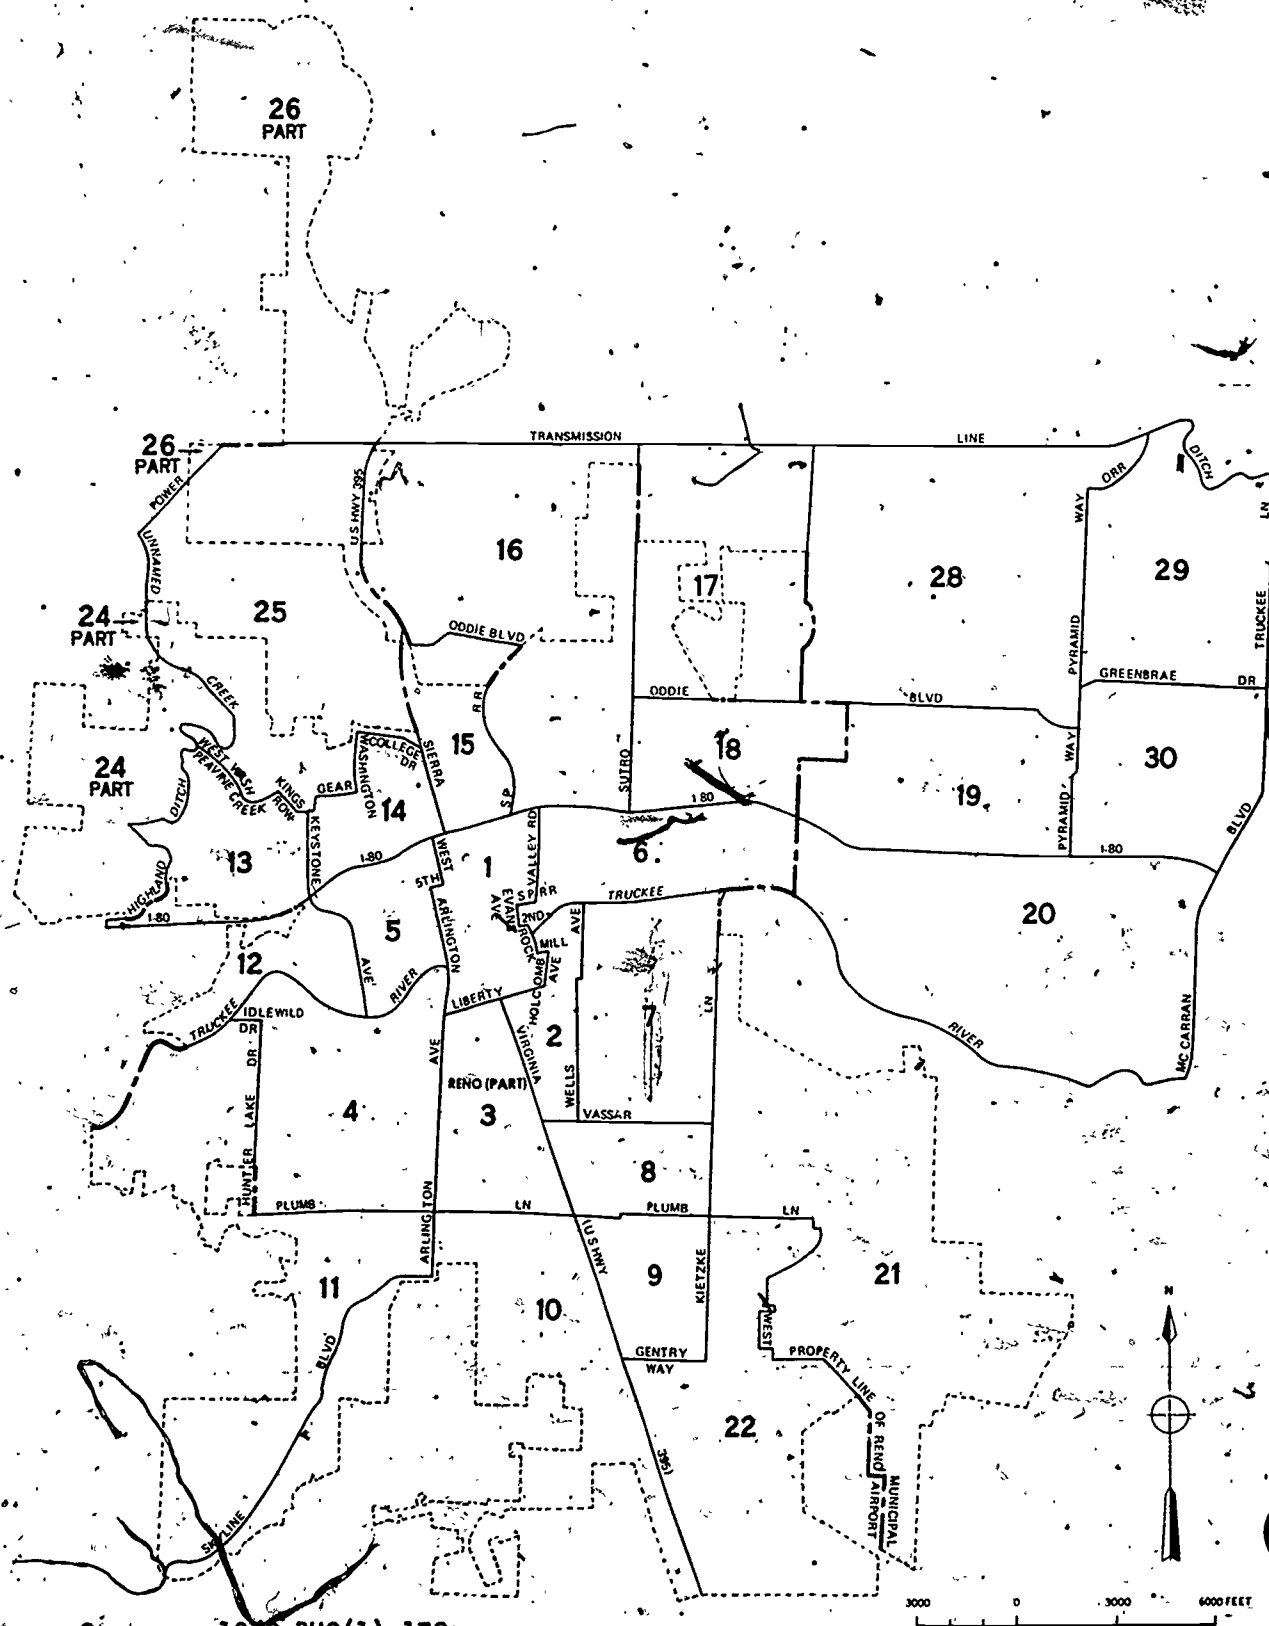 26
PART
26
PART
TRANSMISSION
LINE
POWER
US HWY 395
ORR
DITCH
WAY
LN
UNNAMED
16
17
28
29
24
PART
25
ODDIE BLVD
PYRAMID
TRUCKEE
CREEK
RR
ODDIE
BLVD
GREENBRAE
DR
24
PART
WEST WASH
PEAVINE CREEK
COLLEGE
DR
WASHINGTON
SIERRA
15
SUTRO
18
WAY
30
DITCH
KINGS
ROW
GEAR
14
SP
I-80
19
PYRAMID
BLVD
13
KEYSTONE
I-80
WEST
1
VALLEY RD
6
I-80
HIGHLAND
I-80
5TH
ARLINGTON
EVANS
AVE
SP RR
TRUCKEE
2ND
ROCK
AVE
20
5
MILL
12
AVE
RIVER
HOLCOMB
AVE
LIBERTY
TRUCKEE
IDLEWILD
DR
2
7
LN
RIVER
MC CARRAN
DR
AVE
VIRGINIA
LAKE
4
RENO (PART)
3
WELLS
VASSAR
HUNTER
8
PLUMB
LN
PLUMB
LN
ARLINGTON
(US HWY
11
10
9
KIETZKE
21
N
BLVD
GENTRY
WAY
WEST
PROPERTY LINE
22
OF RENO
395)
MUNICIPAL
AIRPORT
SKYLINE
3000
0
3000
6000 FEET